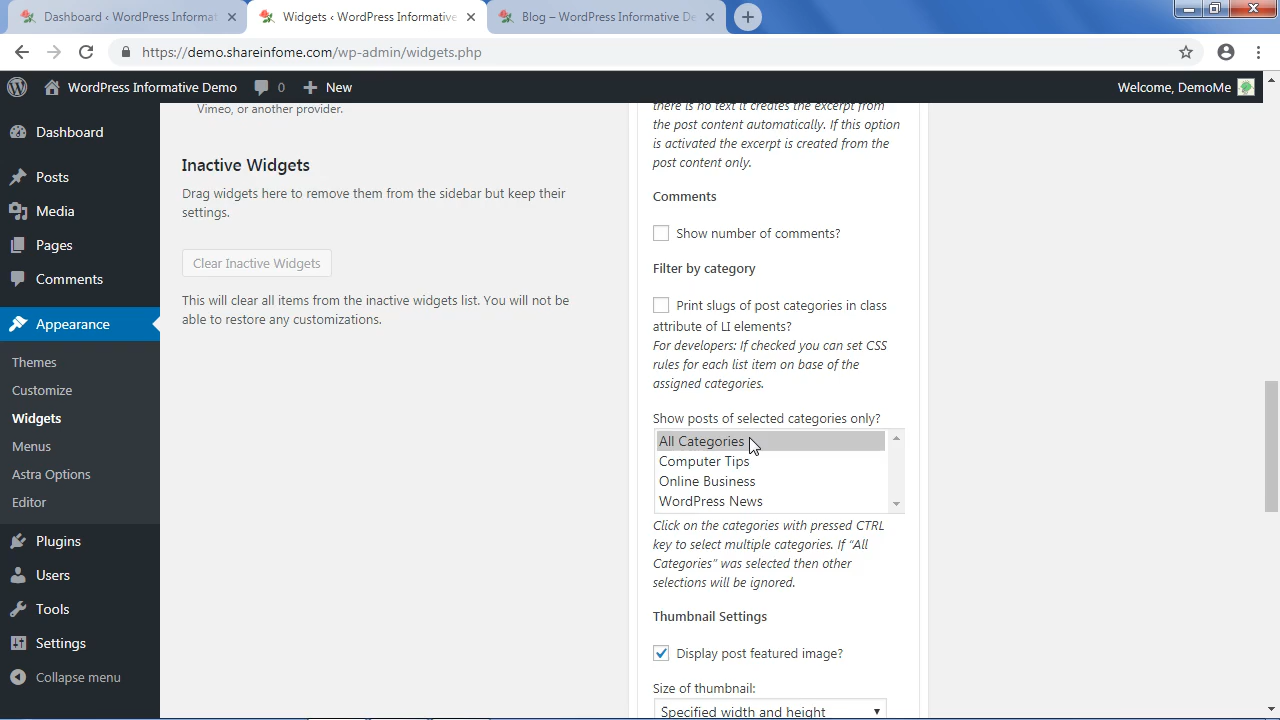 Dashboard ‹ WordPress Informat
Widgets ‹ WordPress Informative
Blog – WordPress Informative De
https://demo.shareinfome.com/wp-admin/widgets.php
WordPress Informative Demo
0
New
Welcome, DemoMe
Dashboard
Posts
Media
Pages
Comments
Appearance
Themes
Customize
Widgets
Menus
Astra Options
Editor
Plugins
Users
Tools
Settings
Collapse menu
Vimeo, or another provider.
Inactive Widgets
Drag widgets here to remove them from the sidebar but keep their
settings.
Clear Inactive Widgets
This will clear all items from the inactive widgets list. You will not be
able to restore any customizations.
there is no text it creates the excerpt from
the post content automatically. If this option
is activated the excerpt is created from the
post content only.
Comments
Show number of comments?
Filter by category
Print slugs of post categories in class
attribute of LI elements?
For developers: If checked you can set CSS
rules for each list item on base of the
assigned categories.
Show posts of selected categories only?
All Categories
Computer Tips
Online Business
WordPress News
Click on the categories with pressed CTRL
key to select multiple categories. If “All
Categories” was selected then other
selections will be ignored.
Thumbnail Settings
Display post featured image?
Size of thumbnail:
Specified width and height